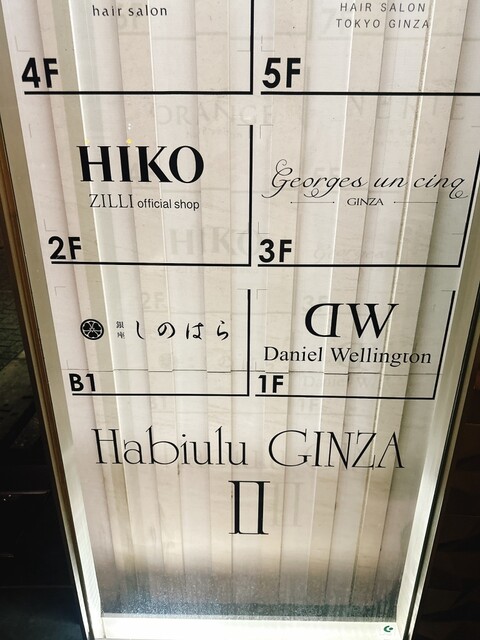 hair salon
4F
HAIR SALON
TOKYO GINZA
5F
HIKO
ZILLI official shop
2F
Georges un cinq
GINZA
3F
銀座 しのはら
B1
DW
Daniel Wellington
1F
Habiulu GINZA
II